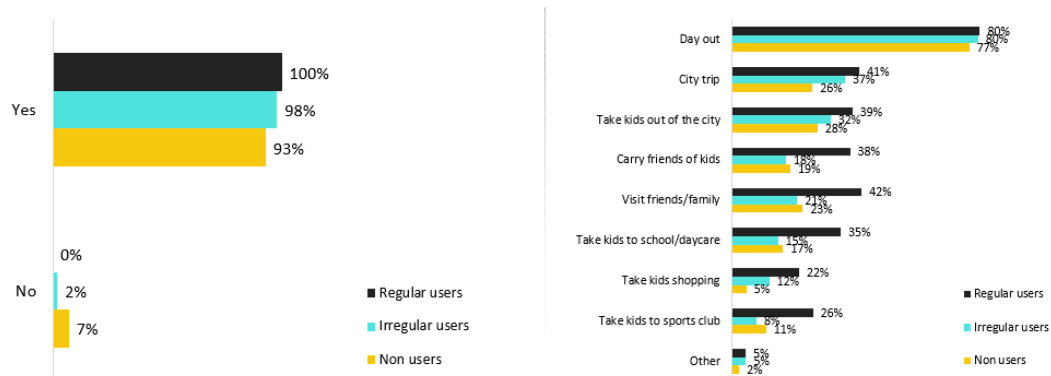 Yes
100%
98%
93%
No
0%
2%
7%
Regular users
Irregular users
Non users
Day out
80%
80%
77%
City trip
41%
37%
26%
Take kids out of the city
39%
32%
28%
Carry friends of kids
38%
18%
19%
Visit friends/family
42%
21%
23%
Take kids to school/daycare
35%
15%
17%
Take kids shopping
22%
12%
5%
Take kids to sports club
26%
8%
11%
Other
5%
5%
2%
Regular users
Irregular users
Non users